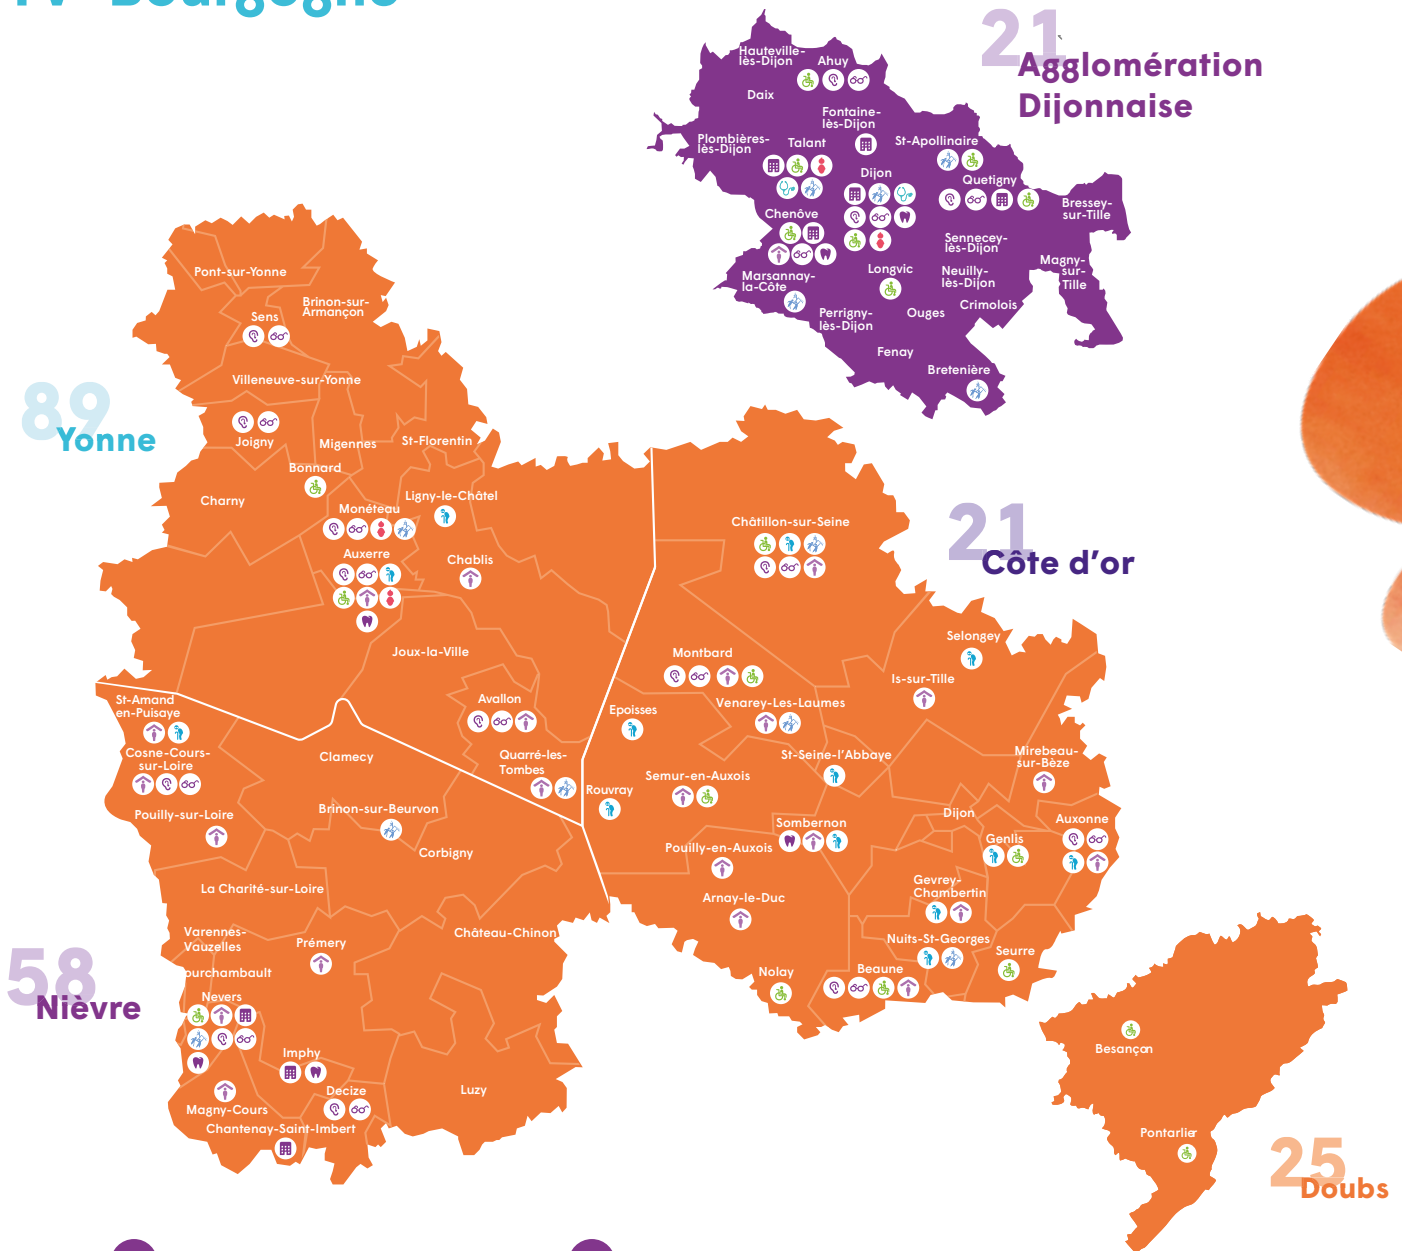 21
Agglomération
Dijonnaise
Hauteville-
lès-Dijon
Ahuy
Daix
Fontaine-
lès-Dijon
Plombières-
lès-Dijon
Talant
St-Apollinaire
Dijon
Quetigny
Bressey-
sur-Tille
Chenôve
Sennecey-
lès-Dijon
Marsannay-
la-Côte
Longvic
Neuilly-
lès-Dijon
Magny-
sur-
Tille
Perrigny-
lès-Dijon
Ouges
Crimolois
Fenay
Bretenière
89
Yonne
Pont-sur-Yonne
Brinon-sur-
Armançon
Sens
Villeneuve-sur-Yonne
Joigny
Migennes
St-Florentin
Bonnard
Charny
Ligny-le-Châtel
Monéteau
Auxerre
Chablis
Joux-la-Ville
Avallon
Quarré-les-
Tombes
21
Côte d'or
Châtillon-sur-Seine
Selongey
Montbard
Is-sur-Tille
Epoisses
Venarey-Les-Laumes
St-Seine-l'Abbaye
Mirebeau-
sur-Bèze
Semur-en-Auxois
Rouvray
Sombernon
Dijon
Auxonne
Genlis
Pouilly-en-Auxois
Gevrey-
Chambertin
Arnay-le-Duc
Nuits-St-Georges
Seurre
Nolay
Beaune
58
Nièvre
St-Amand
en-Puisaye
Cosne-Cours-
sur-Loire
Clamecy
Pouilly-sur-Loire
Brinon-sur-Beurvon
Corbigny
La Charité-sur-Loire
Varennes-
Vauzelles
Prémery
Château-Chinon
ourchambault
Nevers
Imphy
Decize
Luzy
Magny-Cours
Chantenay-Saint-Imbert
25
Doubs
Besançon
Pontarlier